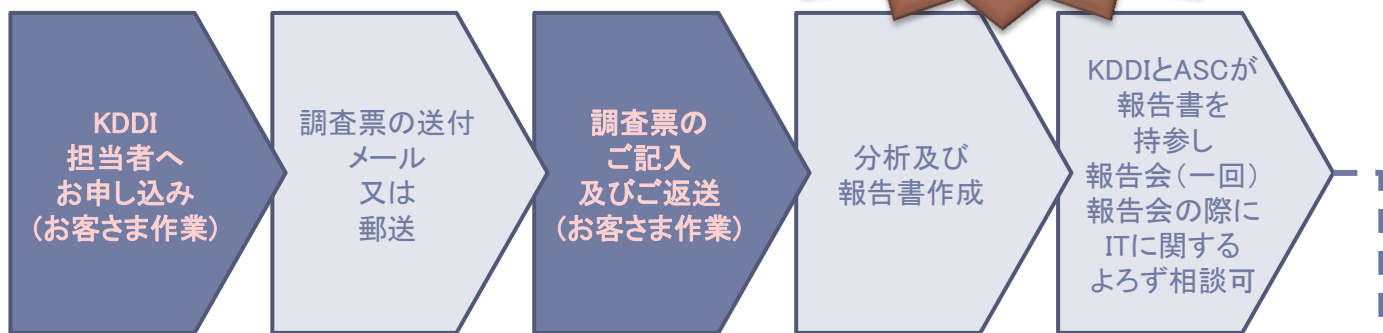 KDDI
担当者へ
お申し込み
(お客さま作業)
調査票の送付
メール
又は
郵送
調査票の
ご記入
及びご返送
(お客さま作業)
分析及び
報告書作成
KDDIとASCが
報告書を
持参し
報告会(一回)
報告会の際に
ITに関する
よろず相談可